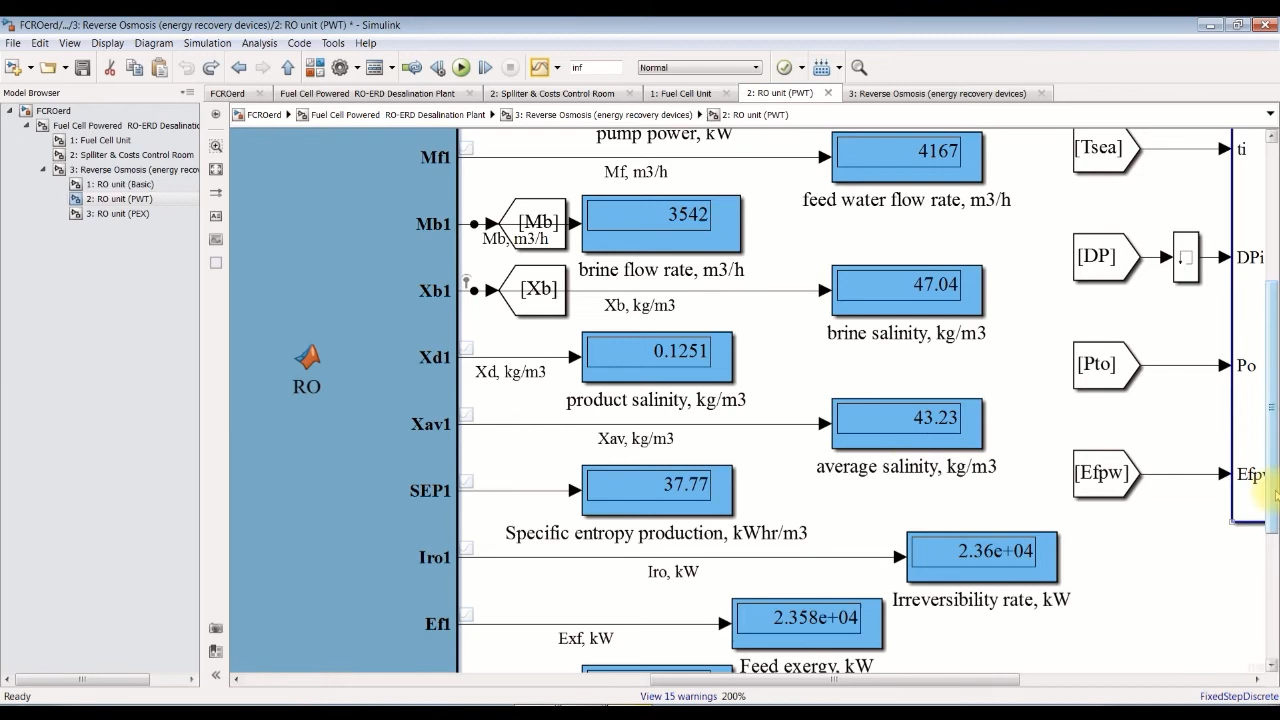 FCROerd/.../3: Reverse Osmosis (energy recovery devices)/2: RO unit (PWT) * - Simulink
File Edit View Display Diagram Simulation Analysis Code Tools Help
inf Normal
Model Browser
FCROerd Fuel Cell Powered RO-ERD Desalination Plant 2: Spliiter & Costs Control Room 1: Fuel Cell Unit 2: RO unit (PWT) 3: Reverse Osmosis (energy recovery devices)
FCROerd Fuel Cell Powered RO-ERD Desalination Plant 3: Reverse Osmosis (energy recovery devices) 2: RO unit (PWT)
FCROerd
Fuel Cell Powered RO-ERD Desalinatio
1: Fuel Cell Unit
2: Spliiter & Costs Control Room
3: Reverse Osmosis (energy reco
1: RO unit (Basic)
2: RO unit (PWT)
3: RO unit (PEX)
pump power, kW
Mf1 Mf, m3/h 4167
feed water flow rate, m3/h
Mb1 [Mb] Mb, m3/h 3542
brine flow rate, m3/h
Xb1 [Xb] Xb, kg/m3 47.04
brine salinity, kg/m3
RO
Xd1 Xd, kg/m3 0.1251
product salinity, kg/m3
Xav1 Xav, kg/m3 43.23
average salinity, kg/m3
SEP1 37.77
Specific entropy production, kWhr/m3
Iro1 Iro, kW 2.36e+04
Irreversibility rate, kW
Ef1 Exf, kW 2.358e+04
Feed exergy, kW
[Tsea] ti
[DP] DPi
[Pto] Po
[Efpw] Efpw
Ready View 15 warnings 200% FixedStepDiscrete